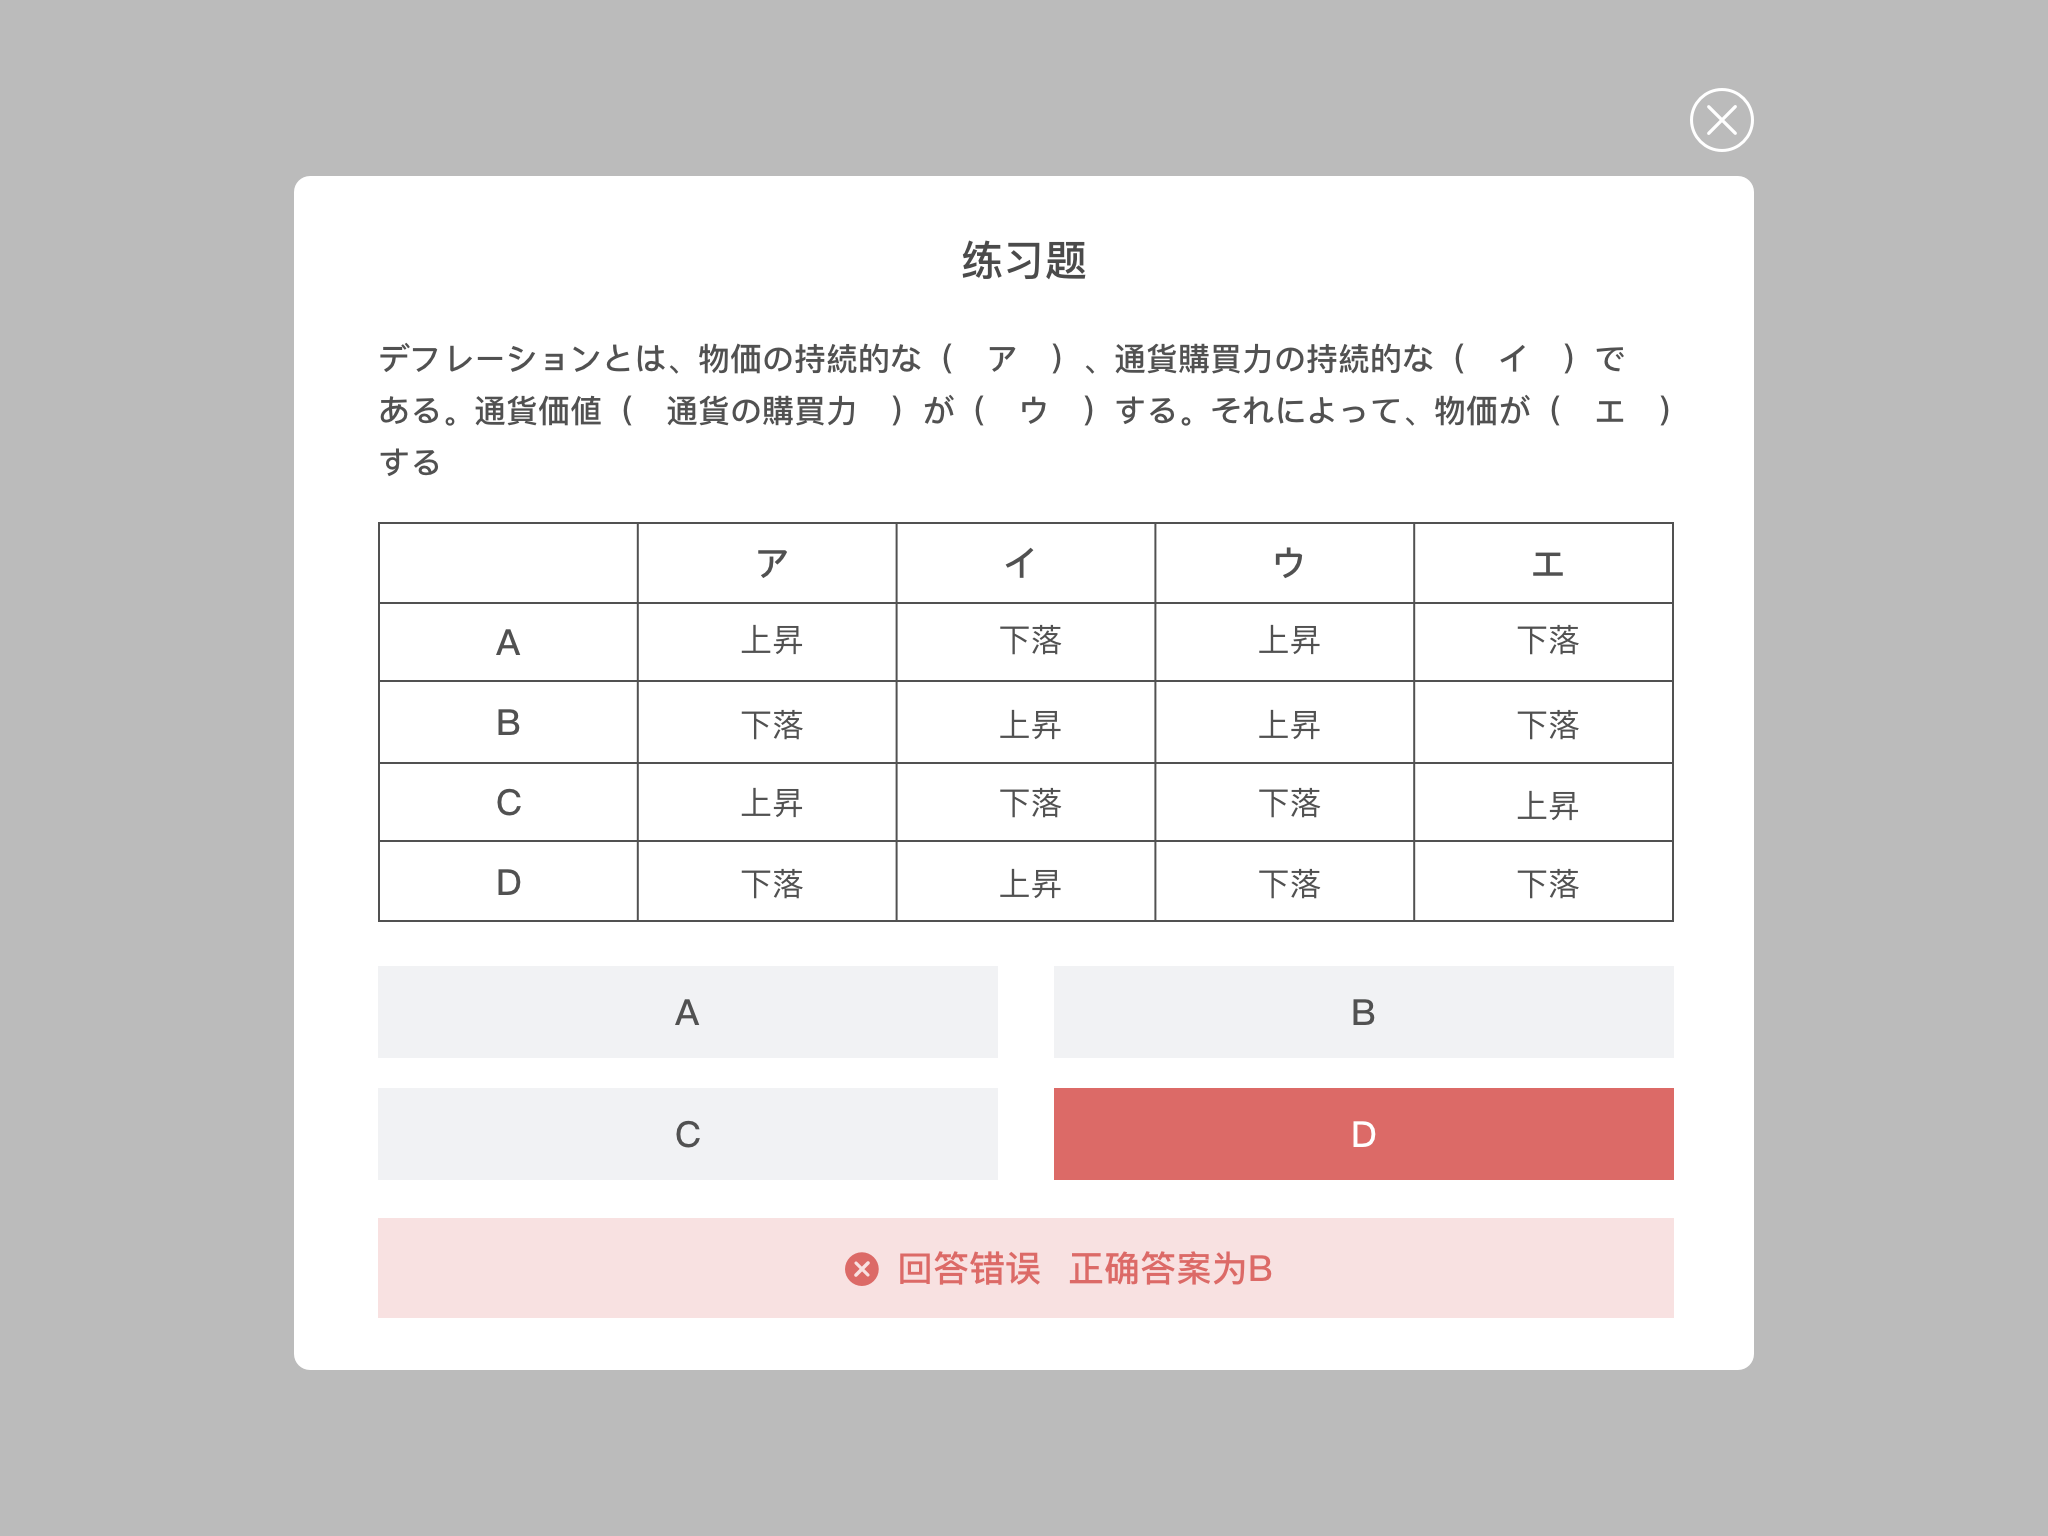 练习题
デフレーションとは、物価の持続的な（　ア　）、通貨購買力の持続的な（　イ　）で
ある。通貨価値（　通貨の購買力　）が（　ウ　）する。それによって、物価が（　エ　）
する
ア イ ウ エ
A 上昇 下落 上昇 下落
B 下落 上昇 上昇 下落
C 上昇 下落 下落 上昇
D 下落 上昇 下落 下落
A B
C D
回答错误 正确答案为B